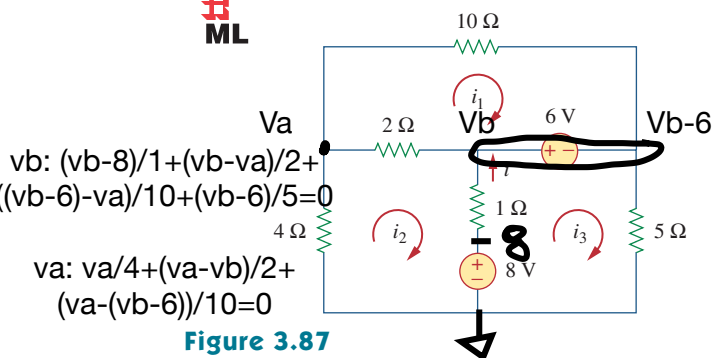 ML
10 Ω
i1
Va
2 Ω
Vb
6 V
Vb-6
+ −
i
vb: (vb-8)/1+(vb-va)/2+
((vb-6)-va)/10+(vb-6)/5=0
4 Ω
i2
1 Ω
8
i3
5 Ω
va: va/4+(va-vb)/2+
(va-(vb-6))/10=0
+
−
8 V
Figure 3.87